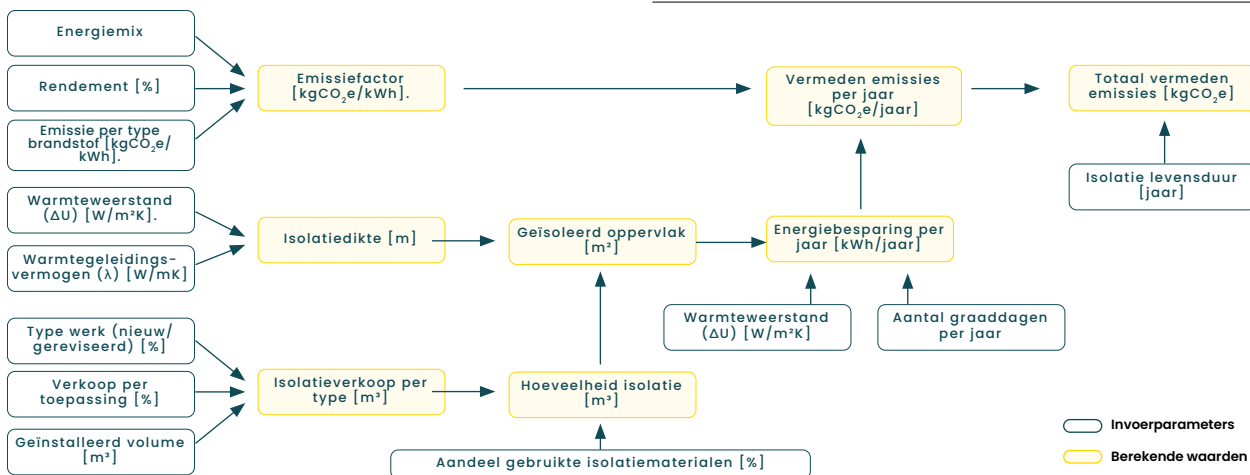 Energiemix
Rendement [%]
Emissie per type
brandstof [kgCO₂e/
kWh].
Emissiefactor
[kgCO₂e/kWh].
Vermeden emissies
per jaar
[kgCO₂e/jaar]
Totaal vermeden
emissies [kgCO₂e]
Isolatie levensduur
[jaar]
Warmteweerstand
(ΔU) [W/m²K].
Warmtegeleidings-
vermogen (λ) [W/mK]
Isolatiedikte [m]
Geïsoleerd oppervlak
[m²]
Energiebesparing per
jaar [kWh/jaar]
Warmteweerstand
(ΔU) [W/m²K]
Aantal graaddagen
per jaar
Type werk (nieuw/
gereviseerd) [%]
Verkoop per
toepassing [%]
Geïnstalleerd volume
[m³]
Isolatieverkoop per
type [m³]
Hoeveelheid isolatie
[m³]
Aandeel gebruikte isolatiematerialen [%]
Invoerparameters
Berekende waarden